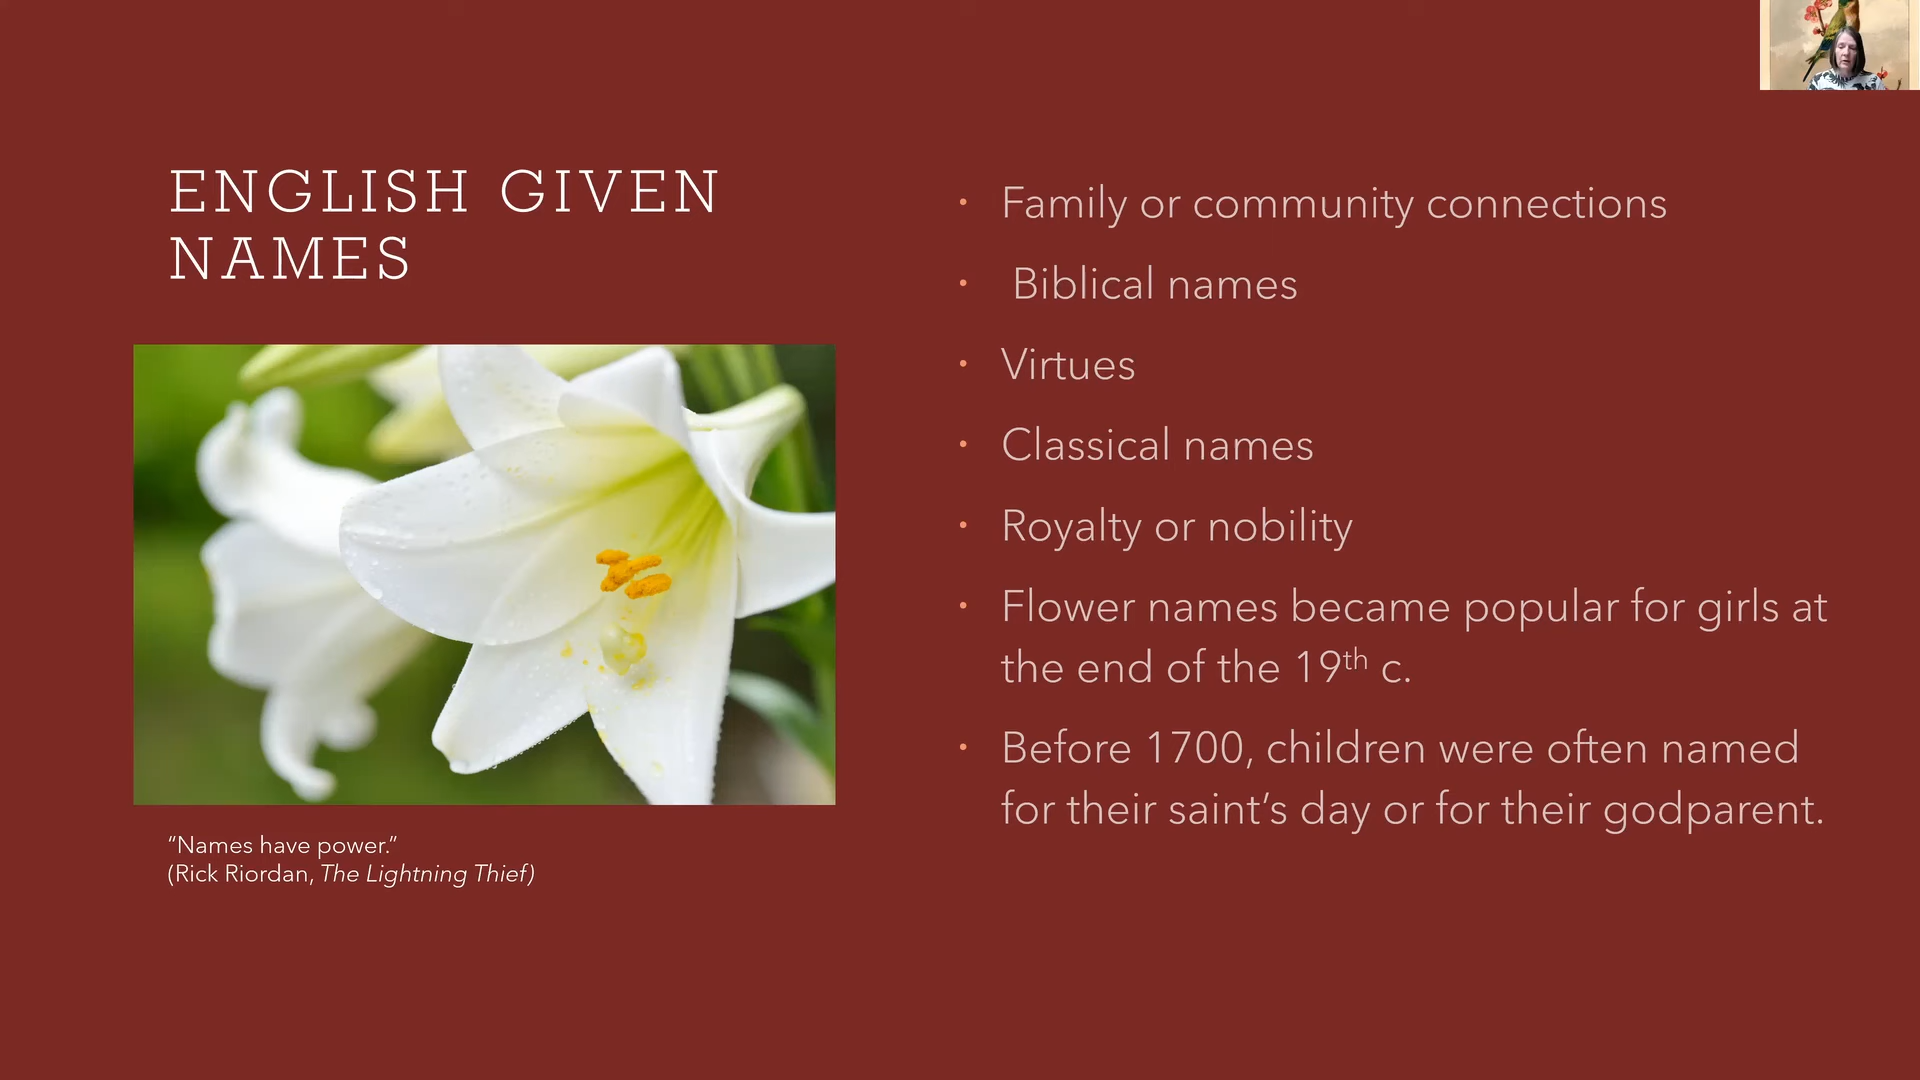 ENGLISH GIVEN
NAMES
• Family or community connections
• Biblical names
• Virtues
• Classical names
• Royalty or nobility
• Flower names became popular for girls at
the end of the 19th c.
• Before 1700, children were often named
for their saint’s day or for their godparent.
“Names have power.”
(Rick Riordan, The Lightning Thief)